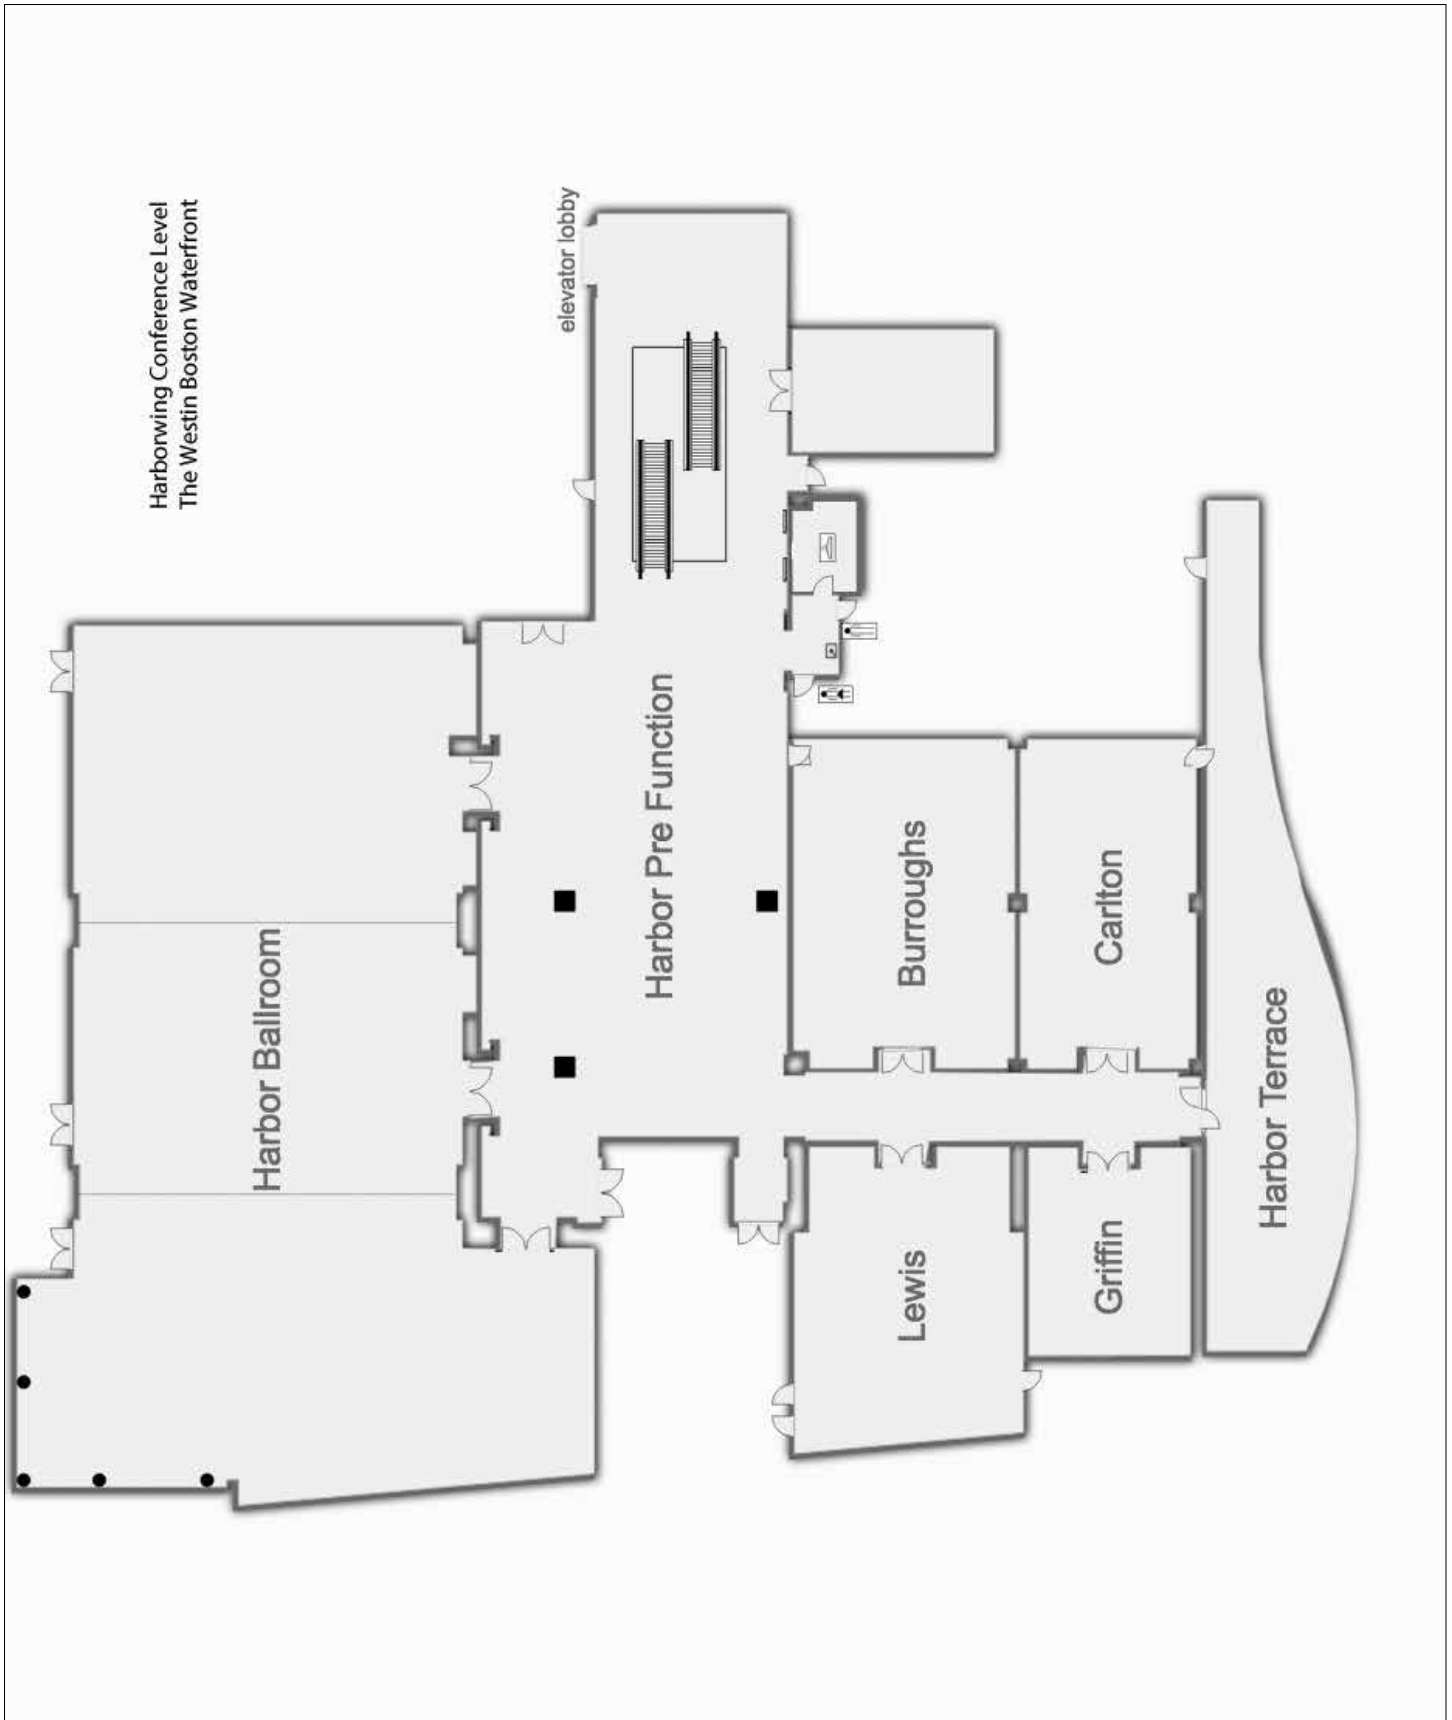 Harborwing Conference Level
The Westin Boston Waterfront
elevator lobby
Harbor Ballroom
Harbor Pre Function
Burroughs
Carlton
Lewis
Griffin
Harbor Terrace